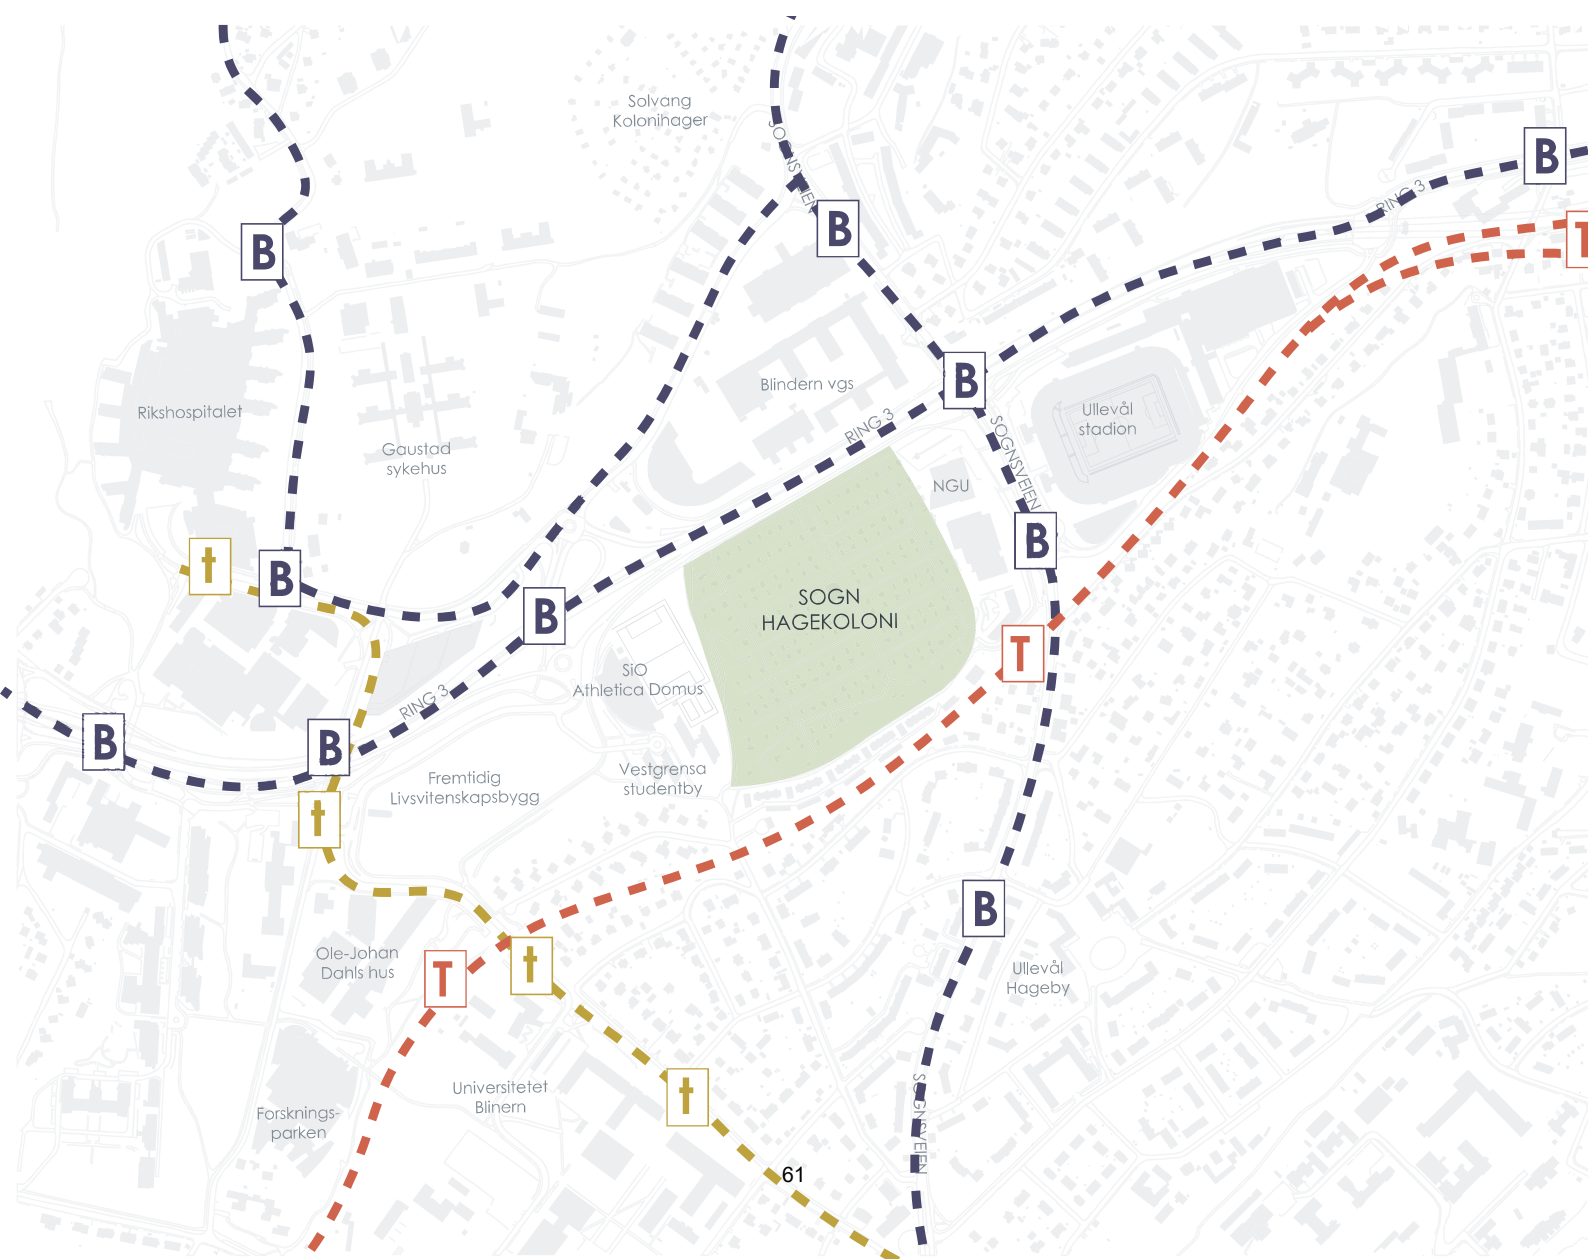 Solvang
Kolonihager
SOGNSVEIEN
B
B
B
RING 3
T
Rikshospitalet
Gaustad
sykehus
Blindern vgs
B
RING 3
Ullevål
stadion
SOGNSVEIEN
NGU
B
t
B
B
SOGN
HAGEKOLONI
T
SiO
Athletica Domus
RING 3
B
B
t
Fremtidig
Livsvitenskapsbygg
Vestgrensa
studentby
B
Ole-Johan
Dahls hus
T
t
Ullevål
Hageby
Universitetet
Blinern
t
Forsknings-
parken
SOGNSVEIEN
61